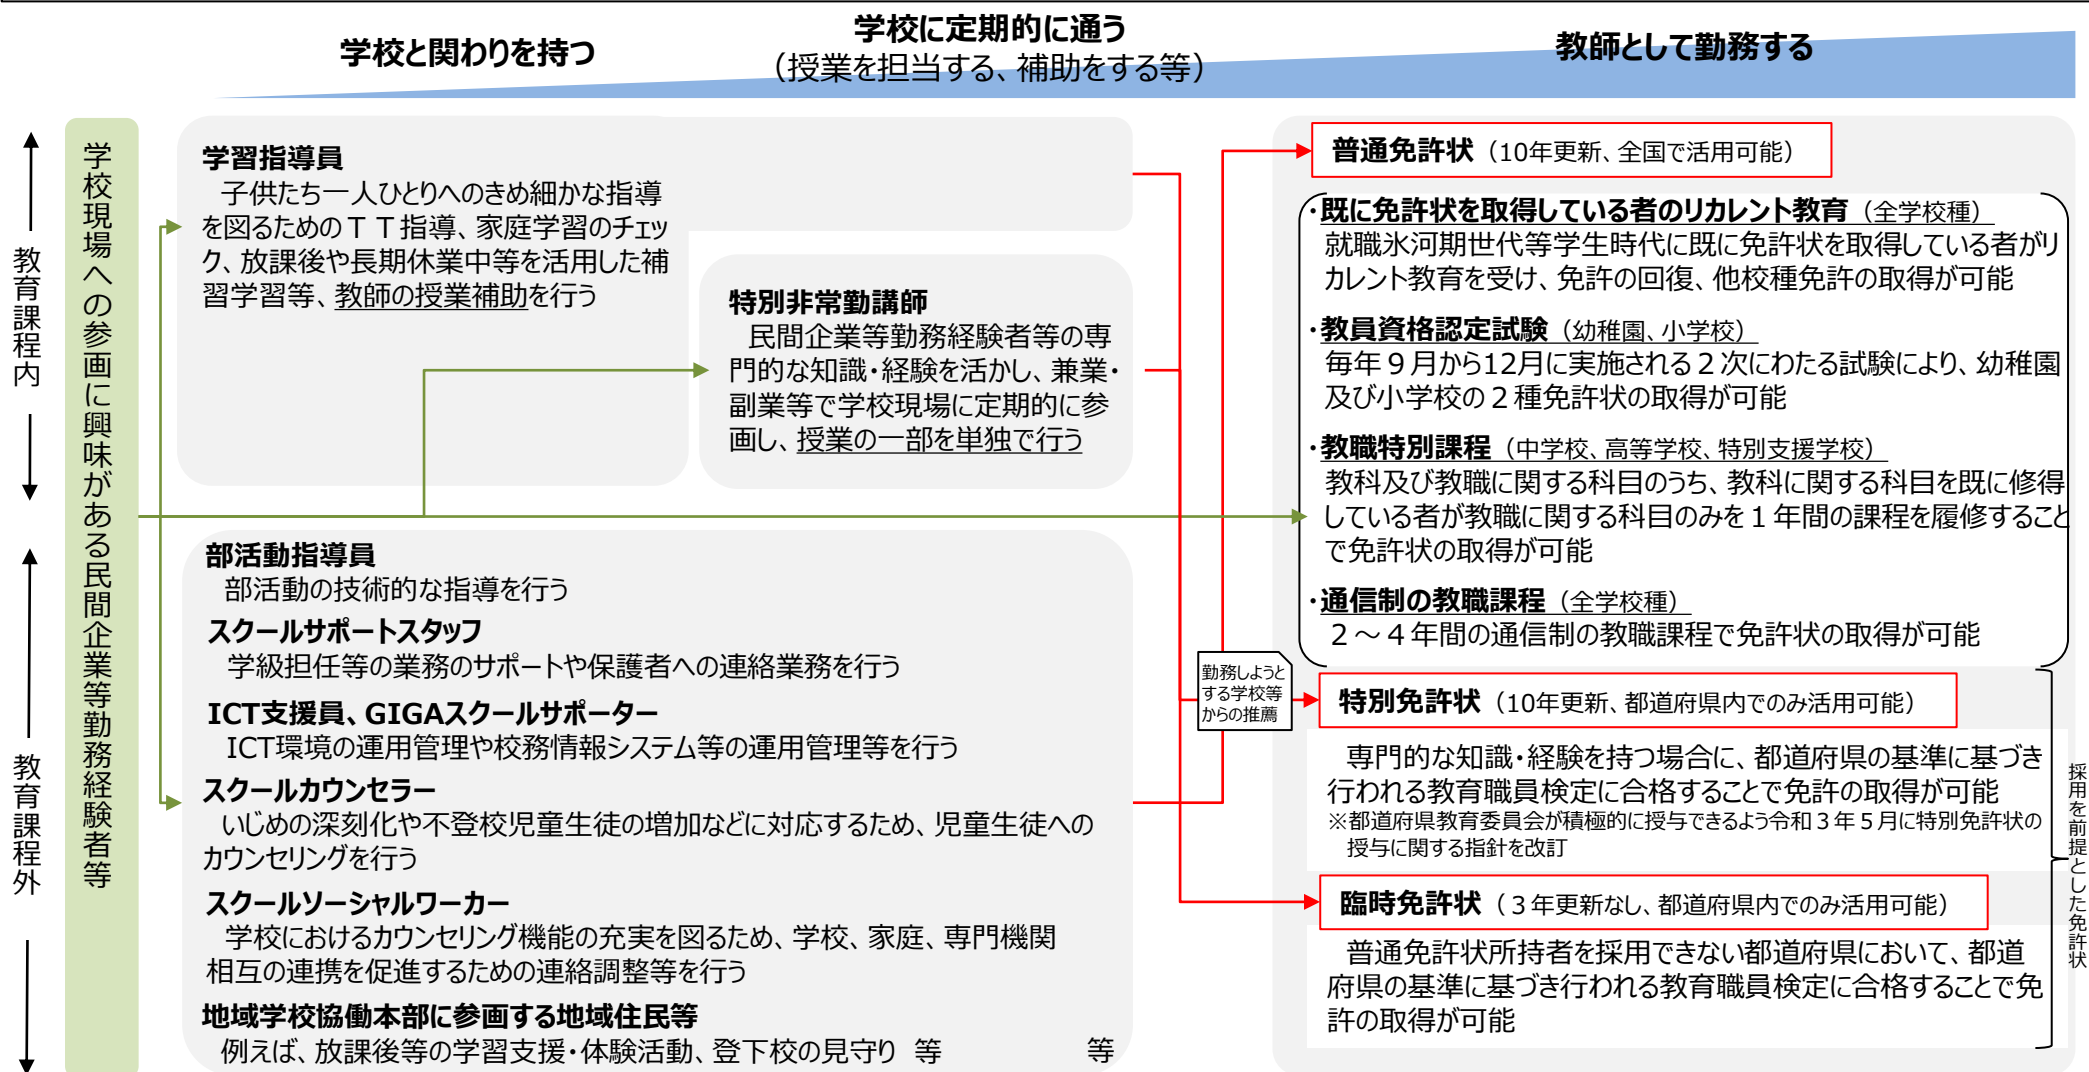 学校と関わりを持つ
学校に定期的に通う
（授業を担当する、補助をする等）
教師として勤務する
教育課程内
教育課程外
学校現場への参画に興味がある民間企業等勤務経験者等
学習指導員
子供たち一人ひとりへのきめ細かな指導
を図るためのＴＴ指導、家庭学習のチェッ
ク、放課後や長期休業中等を活用した補
習学習等、教師の授業補助を行う
特別非常勤講師
民間企業等勤務経験者等の専
門的な知識・経験を活かし、兼業・
副業等で学校現場に定期的に参
画し、授業の一部を単独で行う
部活動指導員
部活動の技術的な指導を行う
スクールサポートスタッフ
学級担任等の業務のサポートや保護者への連絡業務を行う
ICT支援員、GIGAスクールサポーター
ICT環境の運用管理や校務情報システム等の運用管理等を行う
スクールカウンセラー
いじめの深刻化や不登校児童生徒の増加などに対応するため、児童生徒への
カウンセリングを行う
スクールソーシャルワーカー
学校におけるカウンセリング機能の充実を図るため、学校、家庭、専門機関
相互の連携を促進するための連絡調整等を行う
地域学校協働本部に参画する地域住民等
例えば、放課後等の学習支援・体験活動、登下校の見守り 等 等
勤務しようと
する学校等
からの推薦
普通免許状（10年更新、全国で活用可能）
・既に免許状を取得している者のリカレント教育（全学校種）
就職氷河期世代等学生時代に既に免許状を取得している者がリ
カレント教育を受け、免許の回復、他校種免許の取得が可能
・教員資格認定試験（幼稚園、小学校）
毎年９月から12月に実施される２次にわたる試験により、幼稚園
及び小学校の２種免許状の取得が可能
・教職特別課程（中学校、高等学校、特別支援学校）
教科及び教職に関する科目のうち、教科に関する科目を既に修得
している者が教職に関する科目のみを１年間の課程を履修すること
で免許状の取得が可能
・通信制の教職課程（全学校種）
２～４年間の通信制の教職課程で免許状の取得が可能
特別免許状（10年更新、都道府県内でのみ活用可能）
専門的な知識・経験を持つ場合に、都道府県の基準に基づき
行われる教育職員検定に合格することで免許の取得が可能
※都道府県教育委員会が積極的に授与できるよう令和３年５月に特別免許状の
授与に関する指針を改訂
臨時免許状（３年更新なし、都道府県内でのみ活用可能）
普通免許状所持者を採用できない都道府県において、都道
府県の基準に基づき行われる教育職員検定に合格することで免
許の取得が可能
採用を前提とした免許状